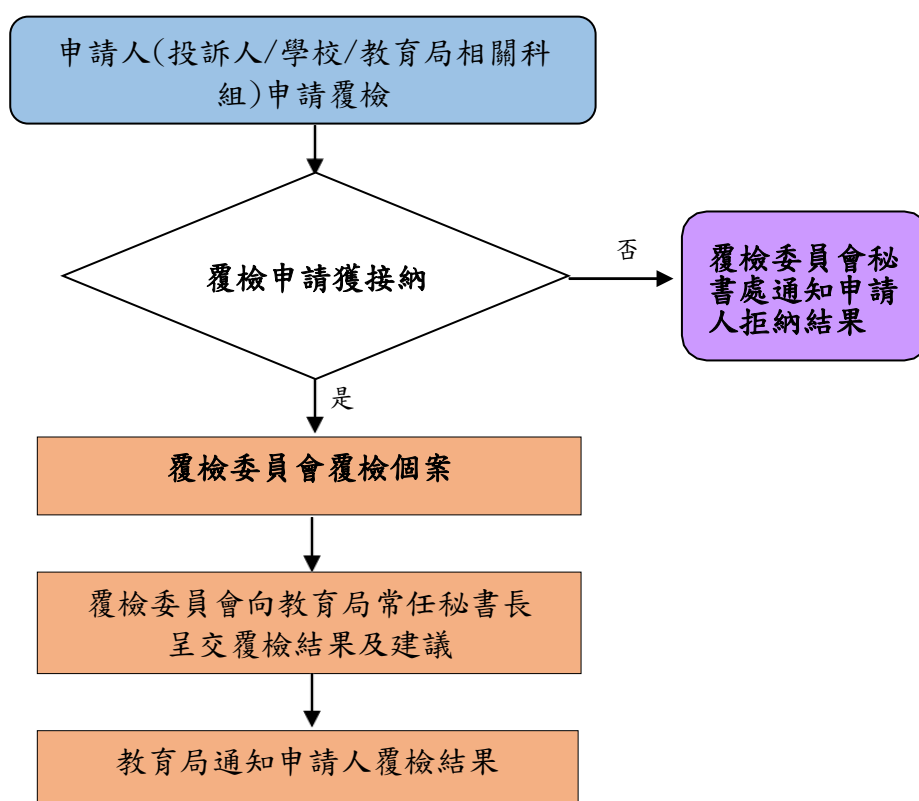 申請人(投訴人/學校/教育局相關科
組)申請覆檢
覆檢申請獲接納
否
覆檢委員會秘
書處通知申請
人拒納結果
是
覆檢委員會覆檢個案
覆檢委員會向教育局常任秘書長
呈交覆檢結果及建議
教育局通知申請人覆檢結果